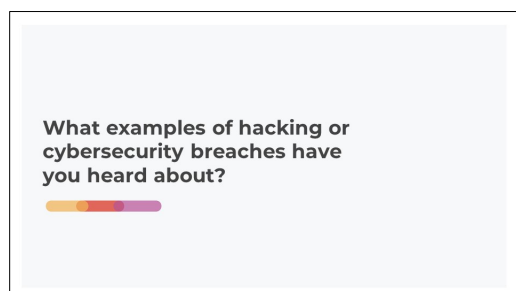 What examples of hacking or
cybersecurity breaches have
you heard about?